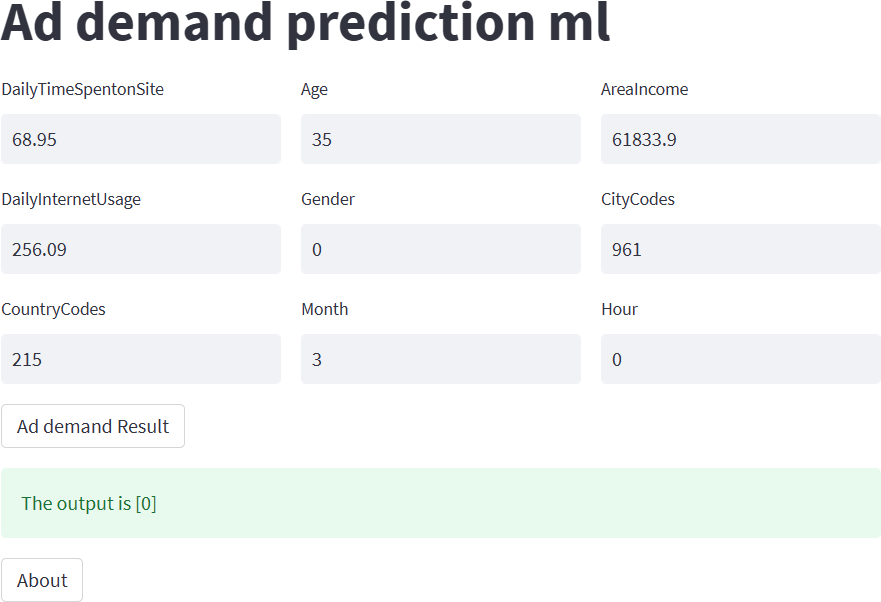 Ad demand prediction ml
DailyTimeSpentonSite Age AreaIncome
68.95 35 61833.9
DailyInternetUsage Gender CityCodes
256.09 0 961
CountryCodes Month Hour
215 3 0
Ad demand Result
The output is [0]
About